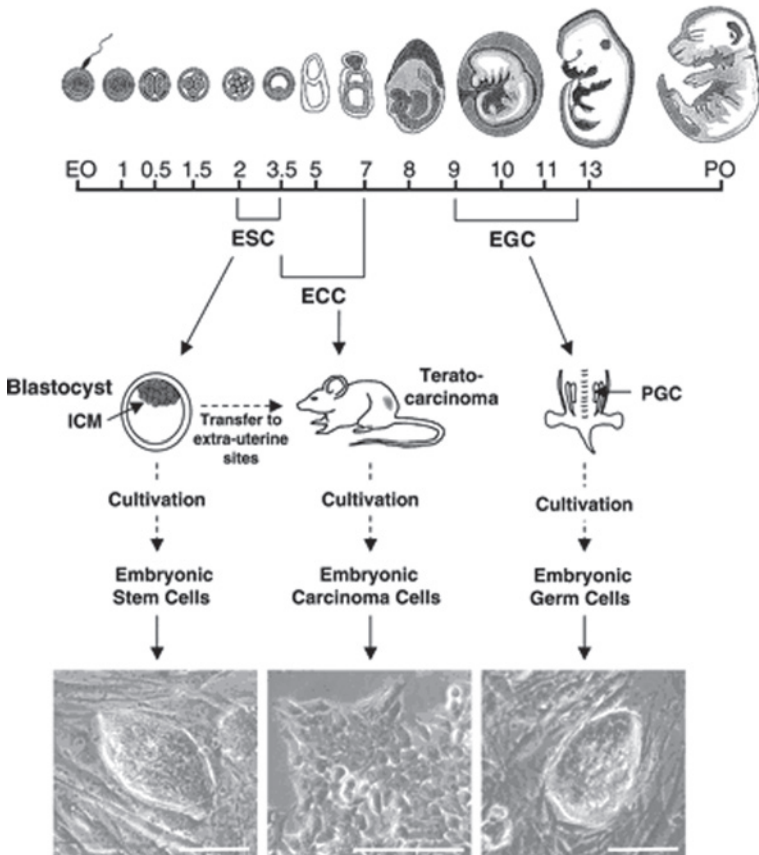 EO 1 0.5 1.5 2 3.5 5 7 8 9 10 11 13 PO
ESC
EGC
ECC
Blastocyst
ICM
Transfer to
extra-uterine
sites
Terato-
carcinoma
PGC
Cultivation
Cultivation
Cultivation
Embryonic
Stem Cells
Embryonic
Carcinoma Cells
Embryonic
Germ Cells